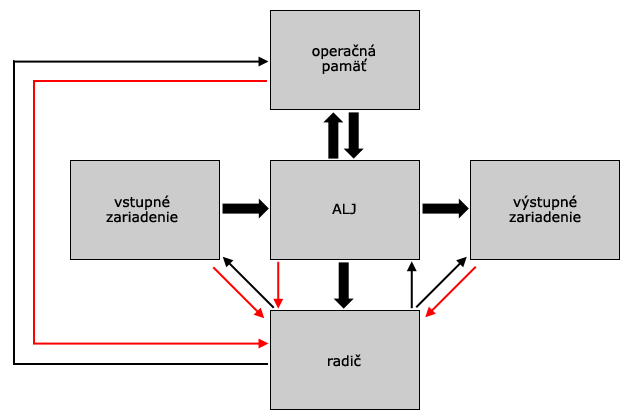 operačná
pamäť
vstupné
zariadenie
ALJ
výstupné
zariadenie
radič